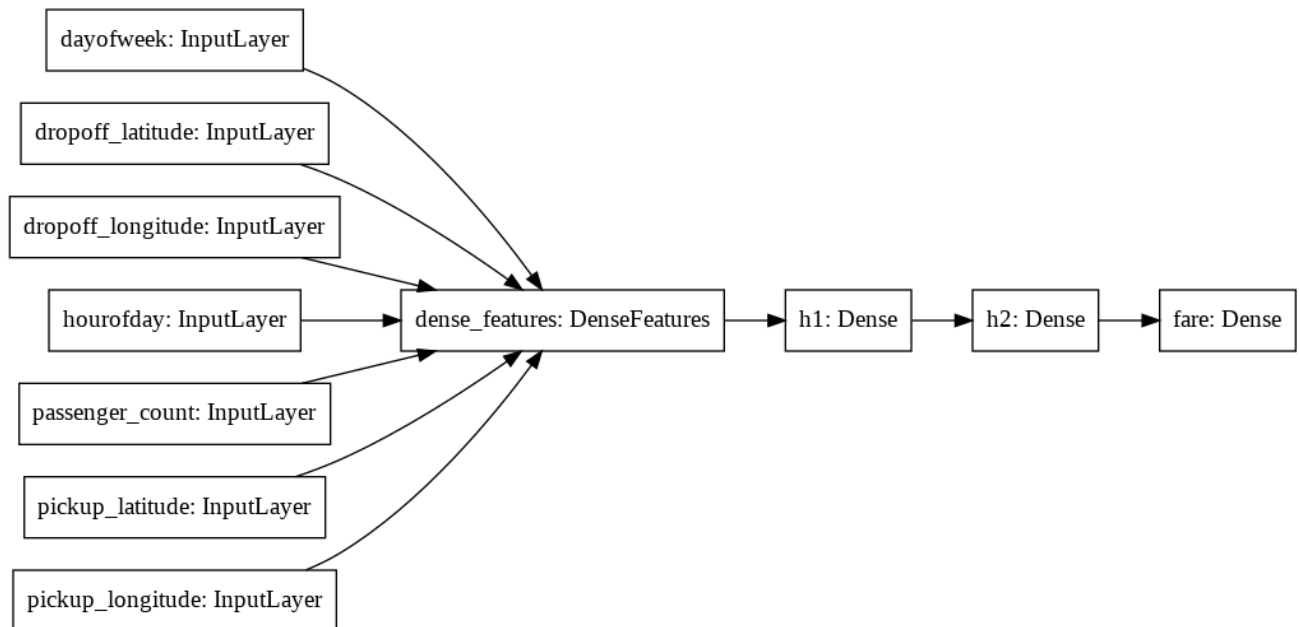 dayofweek: InputLayer
dropoff_latitude: InputLayer
dropoff_longitude: InputLayer
hourofday: InputLayer
dense_features: DenseFeatures
h1: Dense
h2: Dense
fare: Dense
passenger_count: InputLayer
pickup_latitude: InputLayer
pickup_longitude: InputLayer